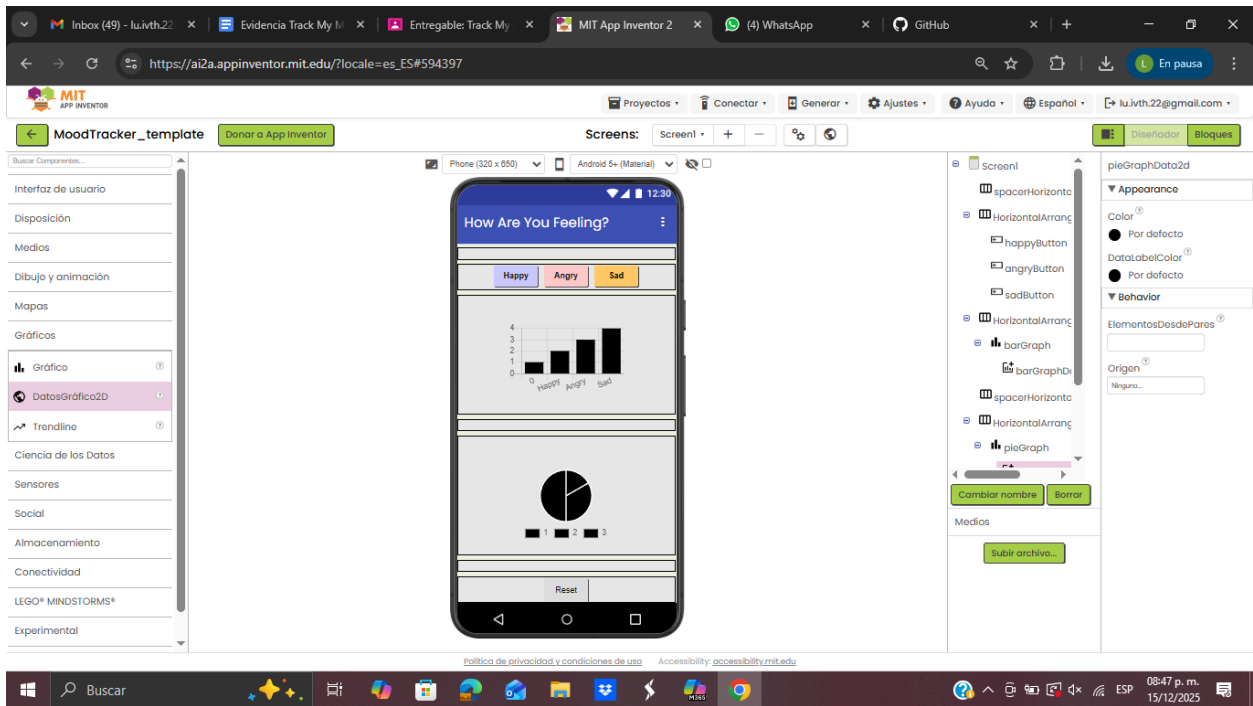 Inbox (49) - lu.ivth.22
Evidencia Track My M
Entregable: Track My
MIT App Inventor 2
(4) WhatsApp
GitHub
https://ai2a.appinventor.mit.edu/?locale=es_ES#594397
L En pausa
MIT
APP INVENTOR
Proyectos
Conectar
Generar
Ajustes
Ayuda
Español
lu.ivth.22@gmail.com
MoodTracker_template
Donar a App Inventor
Screens:
Screen1
Diseñador
Bloques
Buscar Componentes...
Interfaz de usuario
Disposición
Medios
Dibujo y animación
Mapas
Gráficos
Gráfico
DatosGráfico2D
Trendline
Ciencia de los Datos
Sensores
Social
Almacenamiento
Conectividad
LEGO® MINDSTORMS®
Experimental
Phone (320 x 650)
Android 5+ (Material)
12:30
How Are You Feeling?
Happy
Angry
Sad
4
3
2
1
0
0
Happy
Angry
Sad
1
2
3
Reset
Screen1
spacerHorizonta
HorizontalArrang
happyButton
angryButton
sadButton
HorizontalArrang
barGraph
barGraphDa
spacerHorizonta
HorizontalArrang
pieGraph
Cambiar nombre
Borrar
Medios
Subir archivo...
pieGraphData2d
Appearance
Color
Por defecto
DataLabelColor
Por defecto
Behavior
ElementosDesdePares
Origen
Ninguno...
Política de privacidad y condiciones de uso
Accessibility: accessibility.mit.edu
Buscar
M365
ESP
08:47 p. m.
15/12/2025